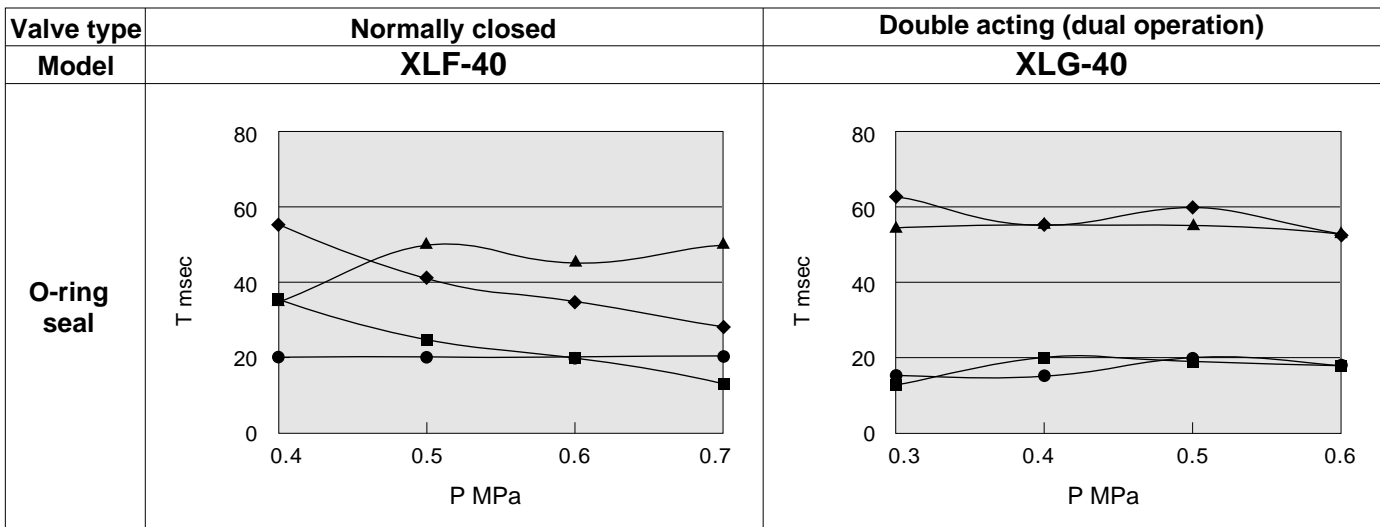 Valve type
Normally closed
Double acting (dual operation)
Model
XLF-40
XLG-40
O-ring
seal
T msec
80
60
40
20
0
0.4 0.5 0.6 0.7
P MPa
T msec
80
60
40
20
0
0.3 0.4 0.5 0.6
P MPa